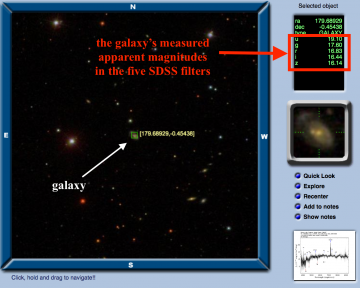 Selected object
N
ra 179.68929
dec -0.45438
type GALAXY
u 19.10
g 17.60
r 16.83
i 16.44
z 16.14
the galaxy's measured
apparent magnitudes
in the five SDSS filters
[179.68929,-0.45438]
E
W
galaxy
Quick Look
Explore
Recenter
Add to notes
Show notes
S
Click, hold and drag to navigate!!